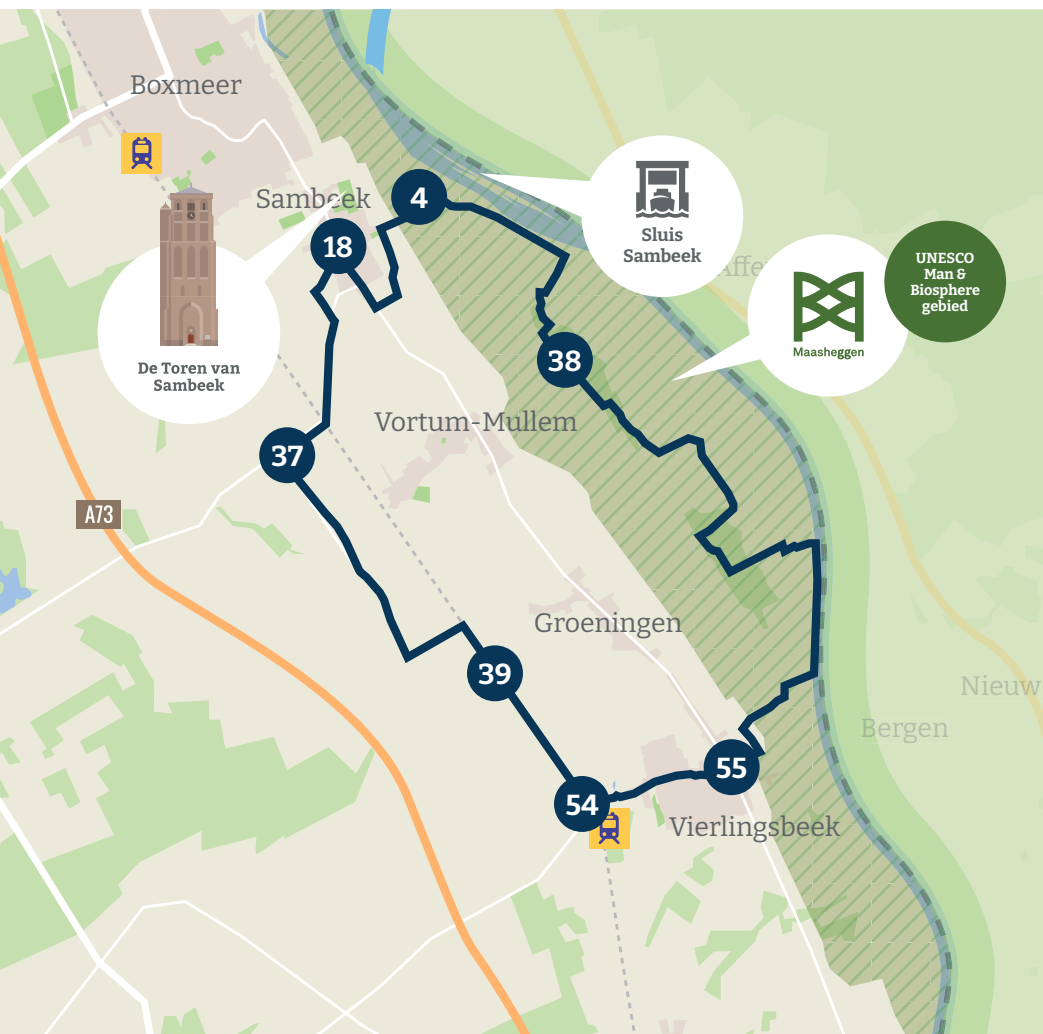 Boxmeer
Sambeek
4
18
Sluis
Sambeek
UNESCO
Man &
Biosphere
gebied
Maasheggen
De Toren van
Sambeek
38
Vortum-Mullem
37
A73
Groeningen
39
Nieuw
Bergen
55
54
Vierlingsbeek